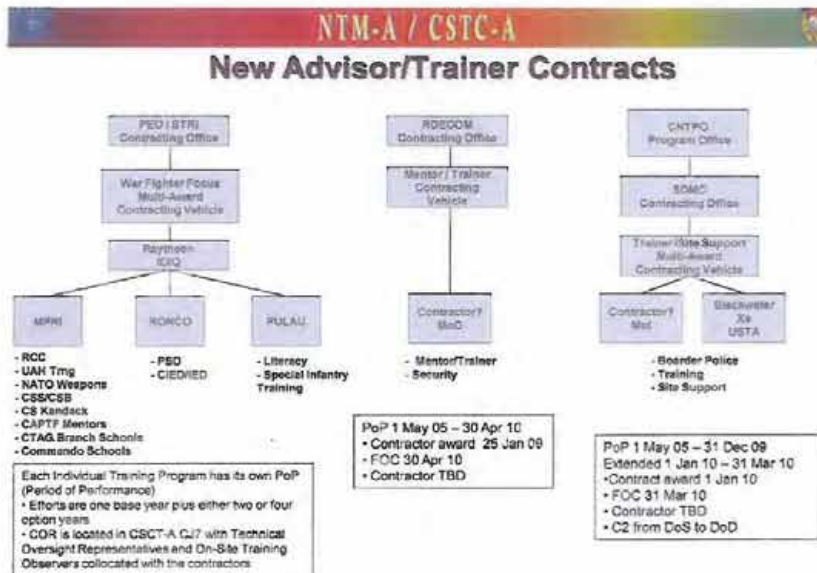 NTM-A / CSTC-A
New Advisor/Trainer Contracts
PEO / STRI
Contracting Office
War Fighter Focus
Multi-Award
Contracting Vehicle
Raytheon
IDIQ
MPRI
RONCO
PULAU
- RCC
- UAH Trng
- NATO Weapons
- CSS/CSB
- CS Kandack
- CAPTF Mentors
- CTAG Branch Schools
- Commando Schools
- PSD
- CIED/IED
- Literacy
- Special Infantry
Training
Each Individual Training Program has its own PoP
(Period of Performance)
• Efforts are one base year plus either two or four
option years
• COR is located in CSCT-A CJ7 with Technical
Oversight Representatives and On-Site Training
Observers collocated with the contractors
RDECOM
Contracting Office
Mentor / Trainer
Contracting
Vehicle
Contractor?
MoD
- Mentor/Trainer
- Security
PoP 1 May 05 – 30 Apr 10
• Contractor award 25 Jan 09
• FOC 30 Apr 10
• Contractor TBD
CNTPO
Program Office
SDMC
Contracting Office
Trainer /Site Support
Multi-Award
Contracting Vehicle
Contractor?
MoI
Blackwater
Xe
USTA
- Boarder Police
- Training
- Site Support
PoP 1 May 05 – 31 Dec 09
Extended 1 Jan 10 – 31 Mar 10
•Contract award 1 Jan 10
• FOC 31 Mar 10
• Contractor TBD
• C2 from DoS to DoD